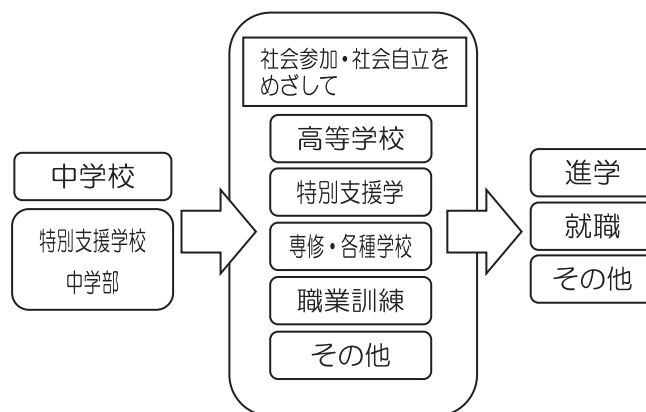 中学校
特別支援学校
中学部
社会参加・社会自立を
めざして
高等学校
特別支援学
専修・各種学校
職業訓練
その他
進学
就職
その他